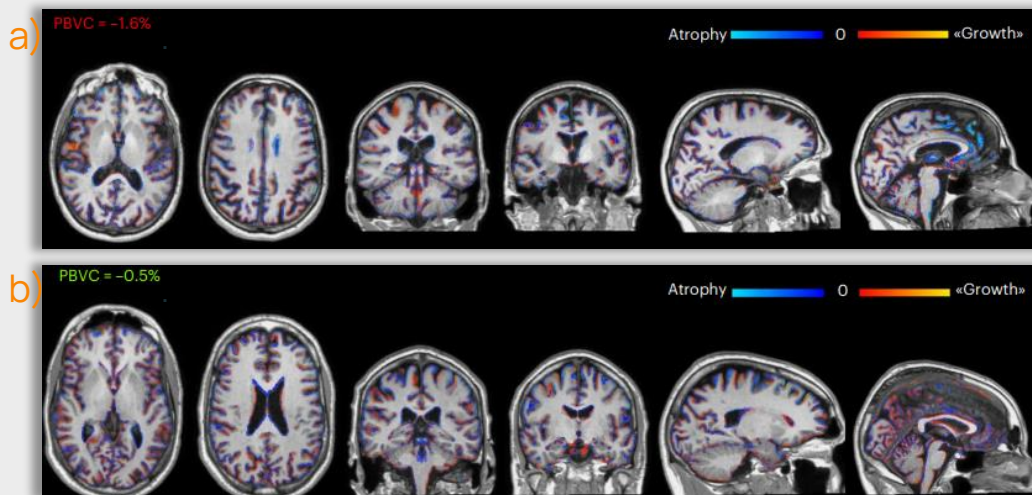 a)
PBVC = −1.6%
Atrophy 0 «Growth»
b)
PBVC = −0.5%
Atrophy 0 «Growth»